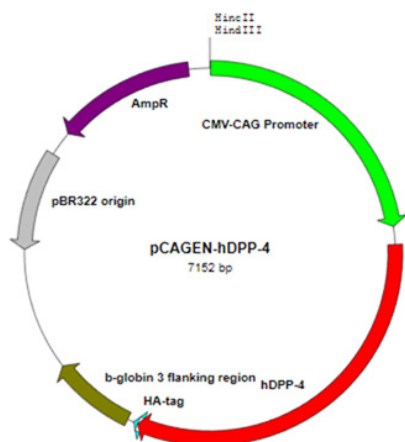 HincII
HindIII
AmpR
CMV-CAG Promoter
pBR322 origin
pCAGEN-hDPP-4
7152 bp
b-globin 3 flanking region
hDPP-4
HA-tag